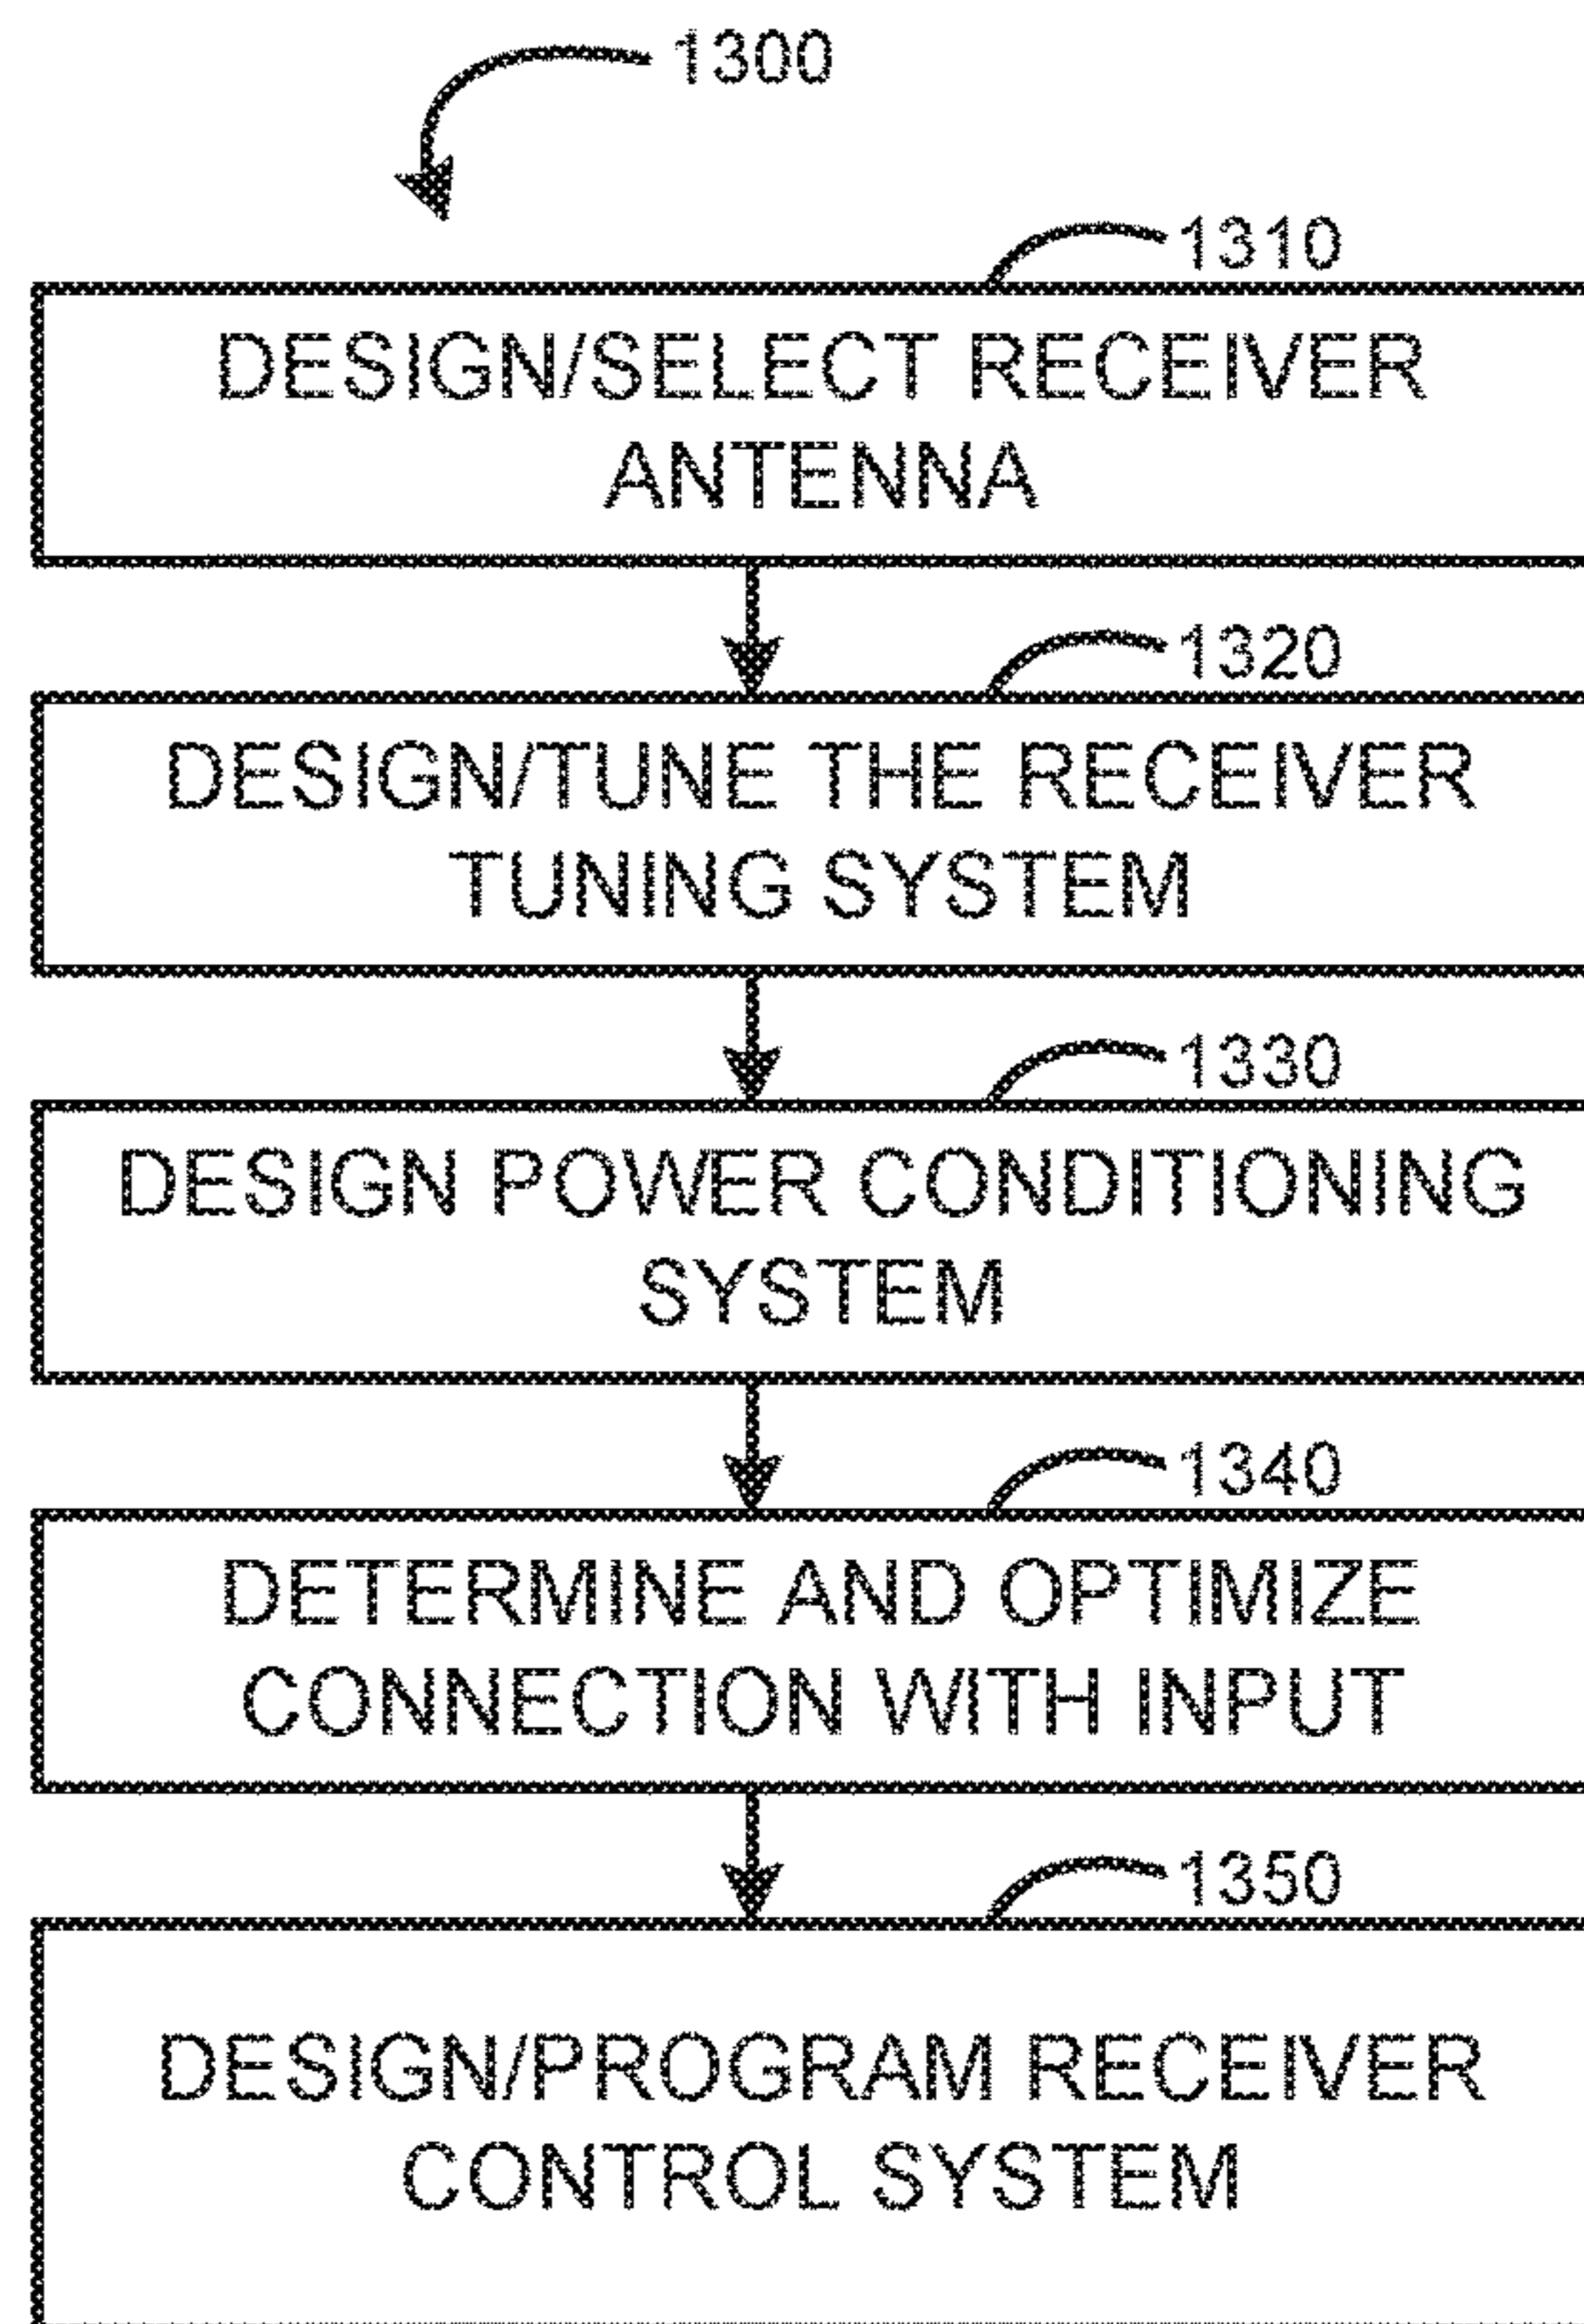 1300
1310
DESIGN/SELECT RECEIVER
ANTENNA
1320
DESIGN/TUNE THE RECEIVER
TUNING SYSTEM
1330
DESIGN POWER CONDITIONING
SYSTEM
1340
DETERMINE AND OPTIMIZE
CONNECTION WITH INPUT
1350
DESIGN/PROGRAM RECEIVER
CONTROL SYSTEM